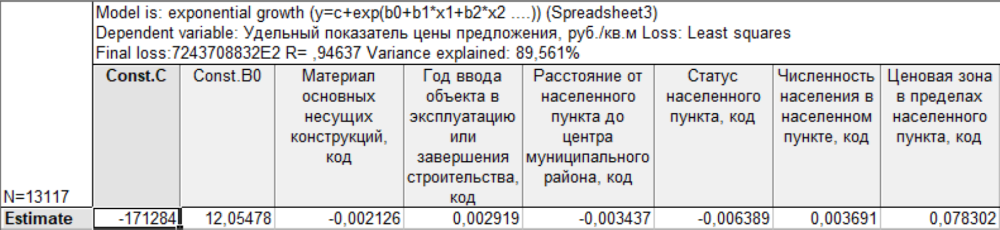 Model is: exponential growth (y=c+exp(b0+b1*x1+b2*x2 ....)) (Spreadsheet3)
Dependent variable: Удельный показатель цены предложения, руб./кв.м Loss: Least squares
Final loss:7243708832E2 R= ,94637 Variance explained: 89,561%
N=13117
Const.C
Const.B0
Материал
основных
несущих
конструкций,
код
Год ввода
объекта в
эксплуатацию
или
завершения
строительства,
код
Расстояние от
населенного
пункта до
центра
муниципального
района, код
Статус
населенного
пункта, код
Численность
населения в
населенном
пункте, код
Ценовая зона
в пределах
населенного
пункта, код
Estimate -171284 12,05478 -0,002126 0,002919 -0,003437 -0,006389 0,003691 0,078302